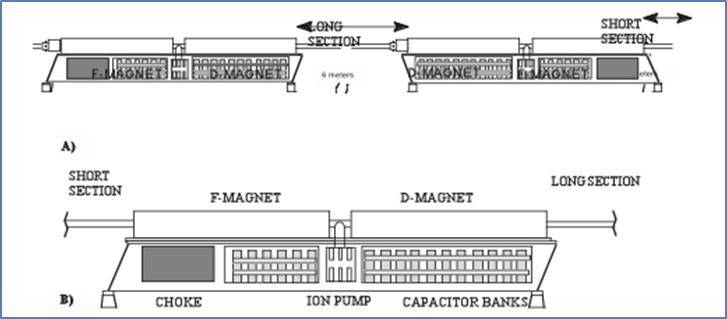 LONG
SECTION
SHORT
SECTION
F-MAGNET
D-MAGNET
6 meters
D-MAGNET
F-MAGNET
A)
SHORT
SECTION
F-MAGNET
D-MAGNET
LONG SECTION
B)
CHOKE
ION PUMP
CAPACITOR BANKS